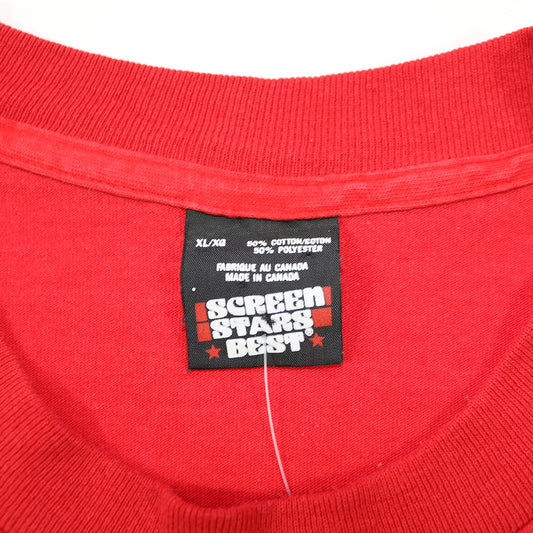 XL/XG 50% COTTON/COTON
50% POLYESTER
FABRIQUE AU CANADA
MADE IN CANADA
SCREEN
STARS
BEST®